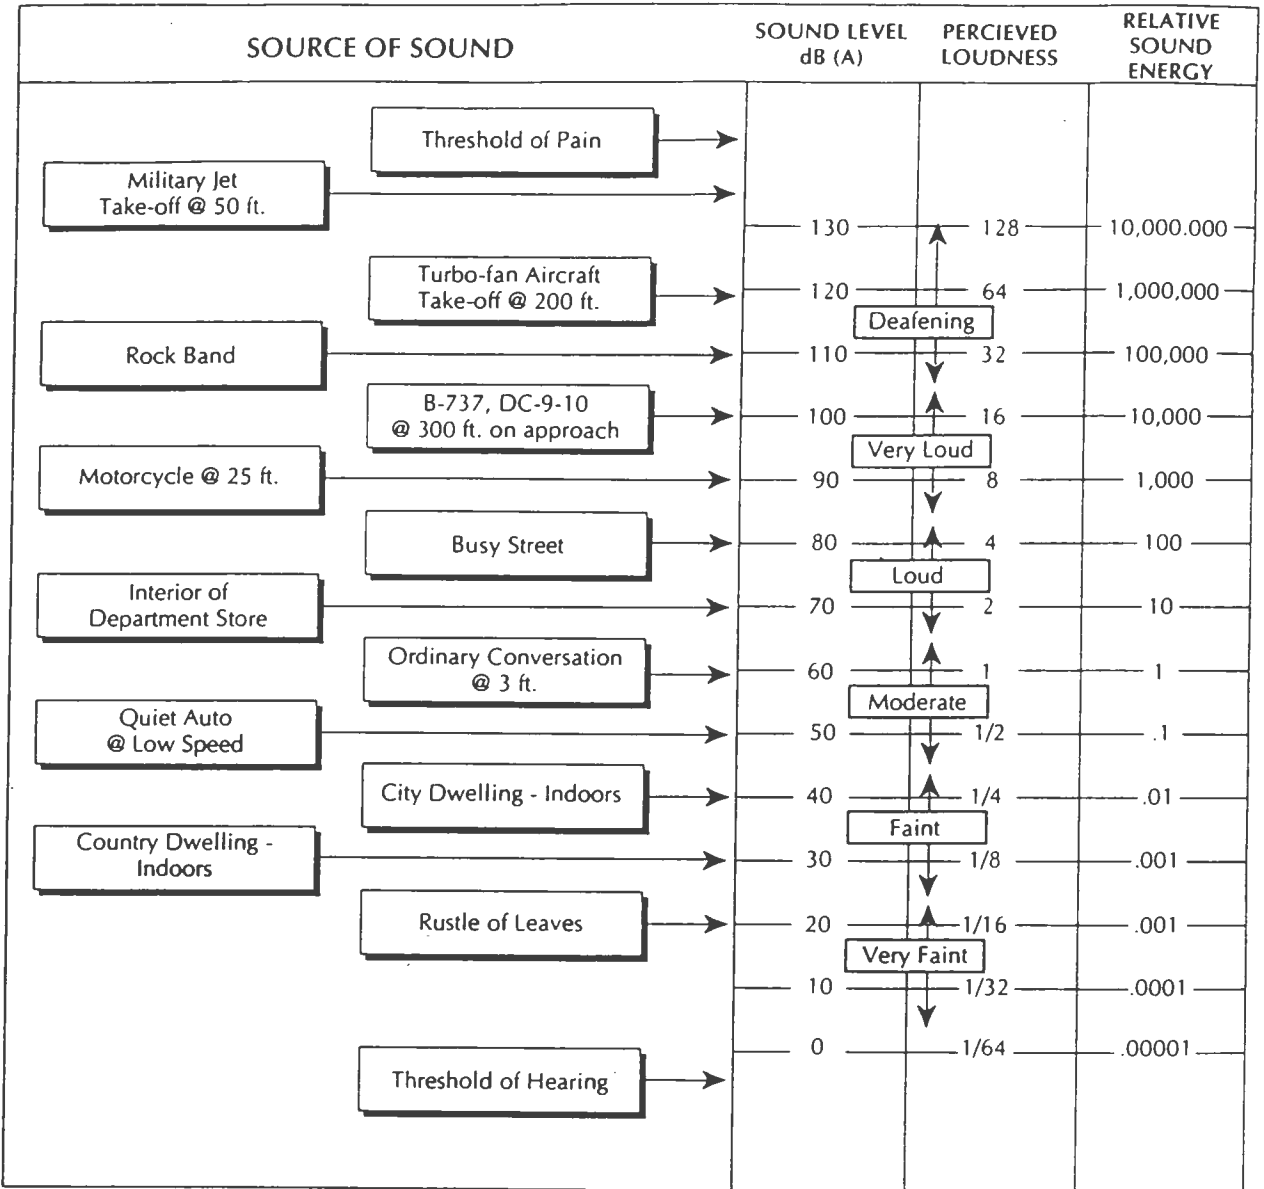 SOURCE OF SOUND
SOUND LEVEL
dB (A)
PERCIEVED
LOUDNESS
RELATIVE
SOUND
ENERGY
Threshold of Pain
Military Jet
Take-off @ 50 ft.
130 128 10,000.000
Turbo-fan Aircraft
Take-off @ 200 ft.
120 64 1,000,000
Deafening
Rock Band
110 32 100,000
B-737, DC-9-10
@ 300 ft. on approach
100 16 10,000
Very Loud
Motorcycle @ 25 ft.
90 8 1,000
Busy Street
80 4 100
Loud
Interior of
Department Store
70 2 10
Ordinary Conversation
@ 3 ft.
60 1 1
Moderate
Quiet Auto
@ Low Speed
50 1/2 .1
City Dwelling - Indoors
40 1/4 .01
Faint
Country Dwelling -
Indoors
30 1/8 .001
Rustle of Leaves
20 1/16 .001
Very Faint
10 1/32 .0001
0 1/64 .00001
Threshold of Hearing